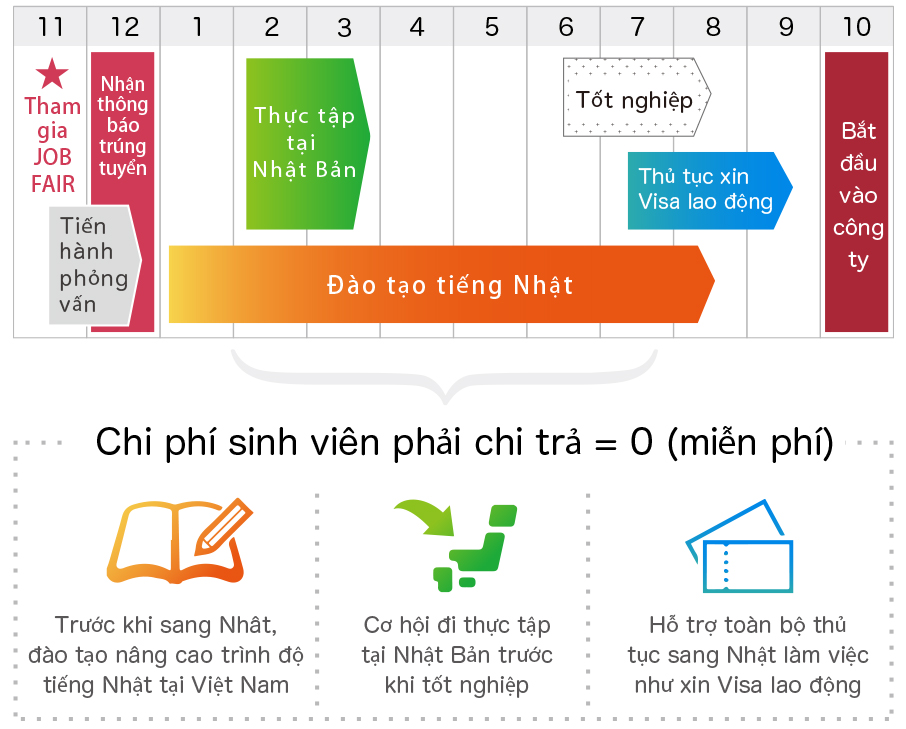 11 12 1 2 3 4 5 6 7 8 9 10
Tham
gia
JOB
FAIR
Nhận
thông
báo
trúng
tuyển
Tiến
hành
phỏng
vấn
Thực tập
tại
Nhật Bản
Tốt nghiệp
Thủ tục xin
Visa lao động
Đào tạo tiếng Nhật
Bắt
đầu
vào
công
ty
Chi phí sinh viên phải chi trả = 0 (miễn phí)
Trước khi sang Nhât,
đào tạo nâng cao trình độ
tiếng Nhật tại Việt Nam
Cơ hội đi thực tập
tại Nhật Bản trước
khi tốt nghiệp
Hỗ trợ toàn bộ thủ
tục sang Nhật làm việc
như xin Visa lao động